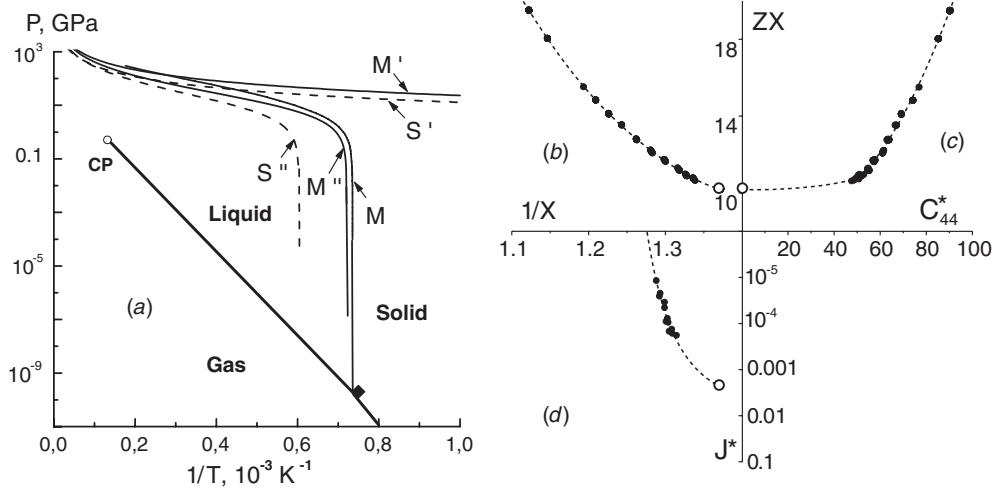 P, GPa
10³
0.1
10⁻⁵
10⁻⁹
M'
S'
S"
M"
M
CP
Liquid
Solid
Gas
(a)
0,0 0,2 0,4 0,6 0,8 1,0
1/T, 10⁻³ K⁻¹
ZX
18
14
10
(b)
(c)
1/X
C*₄₄
1.1 1.2 1.3
20 40 60 80 100
10⁻⁵
10⁻⁴
0.001
0.01
0.1
(d)
J*